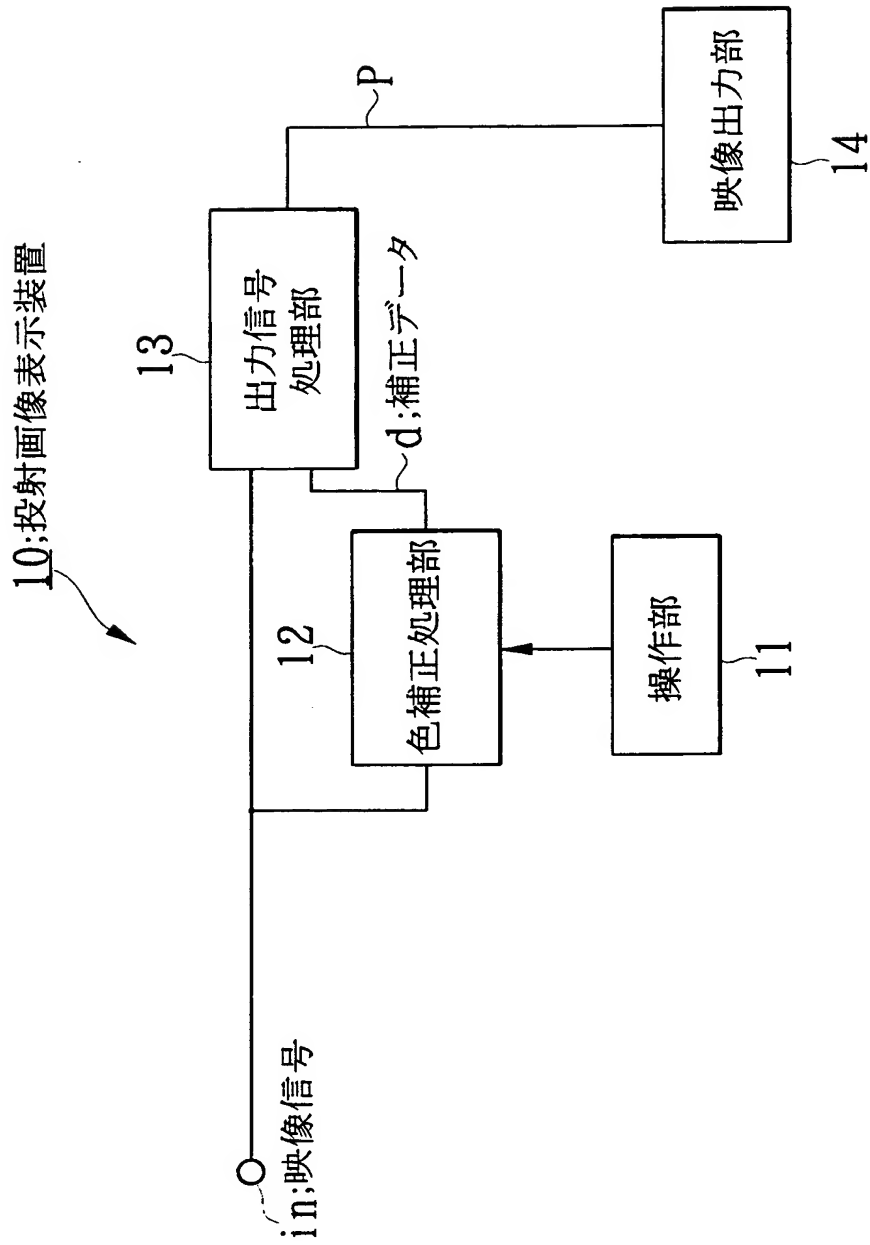 10;投射画像表示装置
in;映像信号
13
出力信号
処理部
P
12
色補正処理部
d;補正データ
11
操作部
14
映像出力部